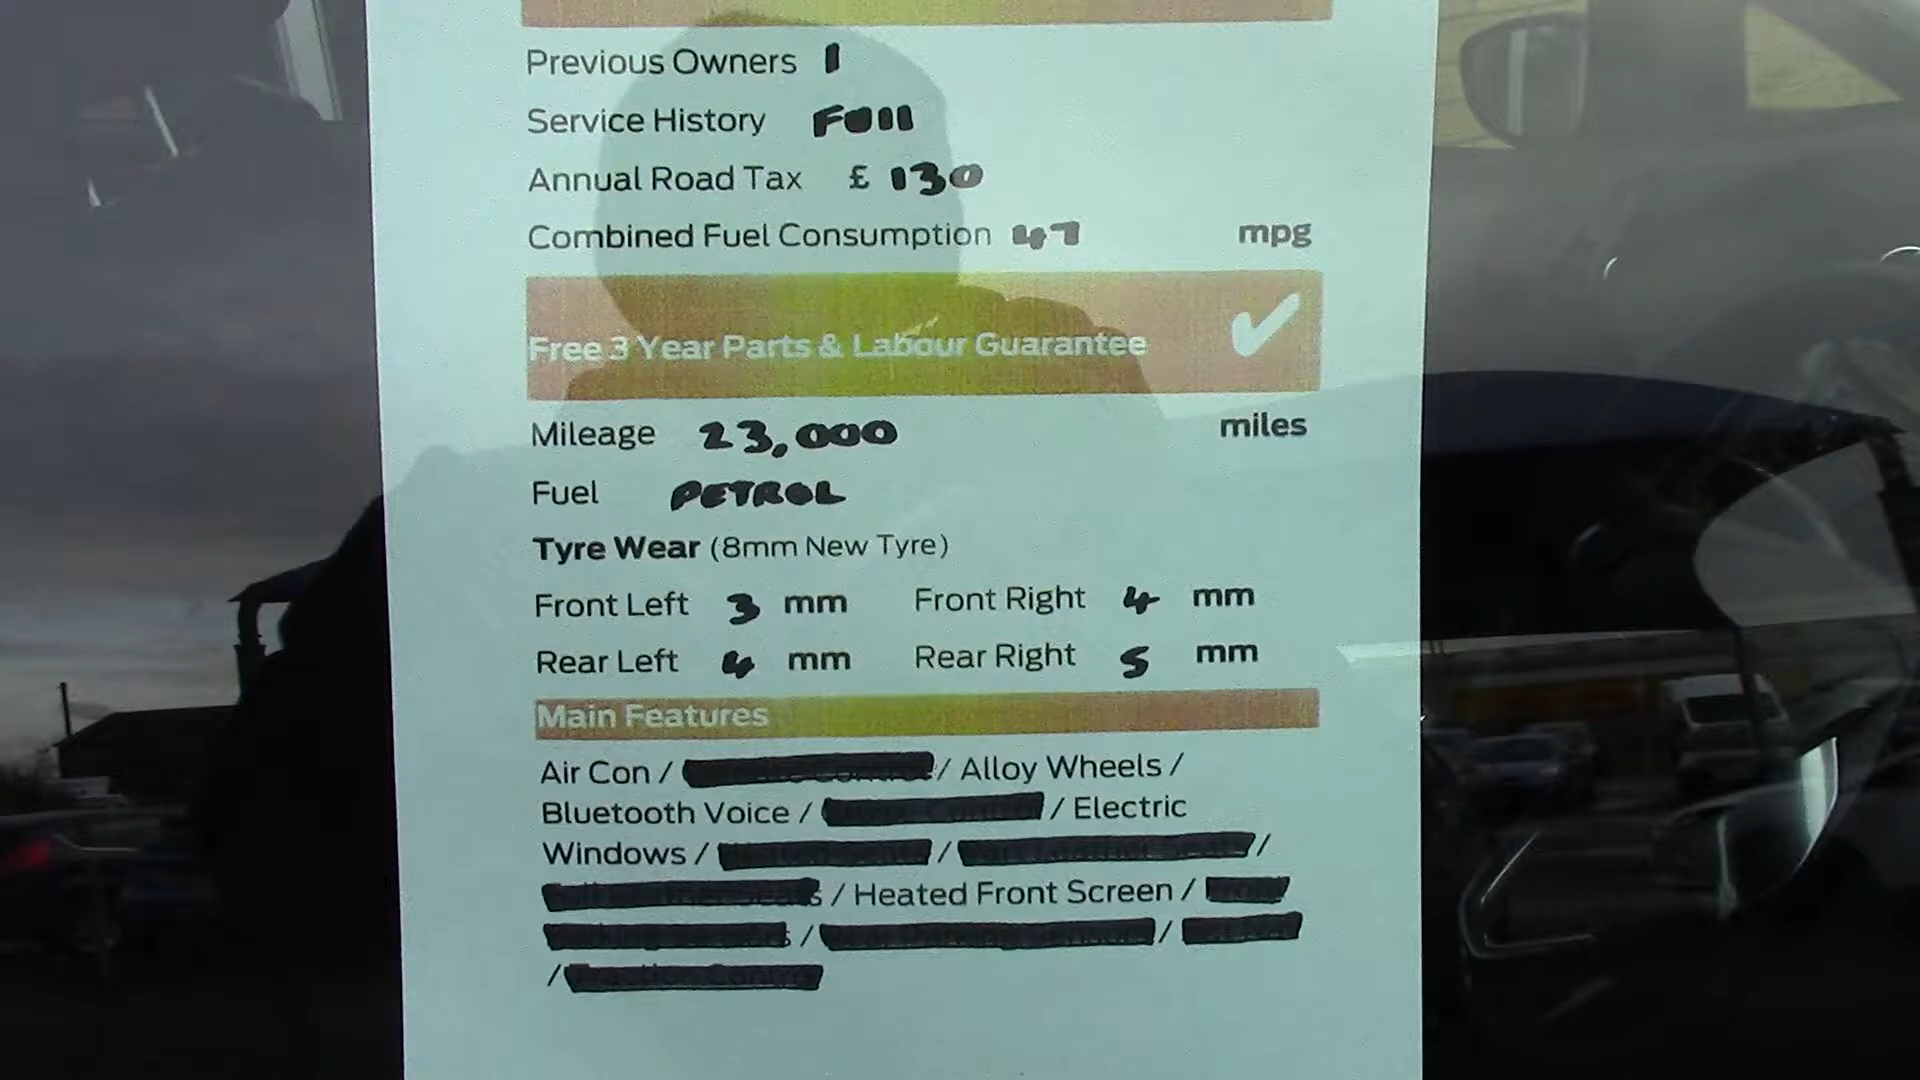 Previous Owners 1
Service History FUll
Annual Road Tax £ 130
Combined Fuel Consumption 47 mpg
Free 3 Year Parts & Labour Guarantee ✓
Mileage 23,000 miles
Fuel PETROL
Tyre Wear (8mm New Tyre)
Front Left 3 mm Front Right 4 mm
Rear Left 4 mm Rear Right 5 mm
Main Features
Air Con / / Alloy Wheels /
Bluetooth Voice / / Electric
Windows / / /
/ Heated Front Screen /
/ /
/